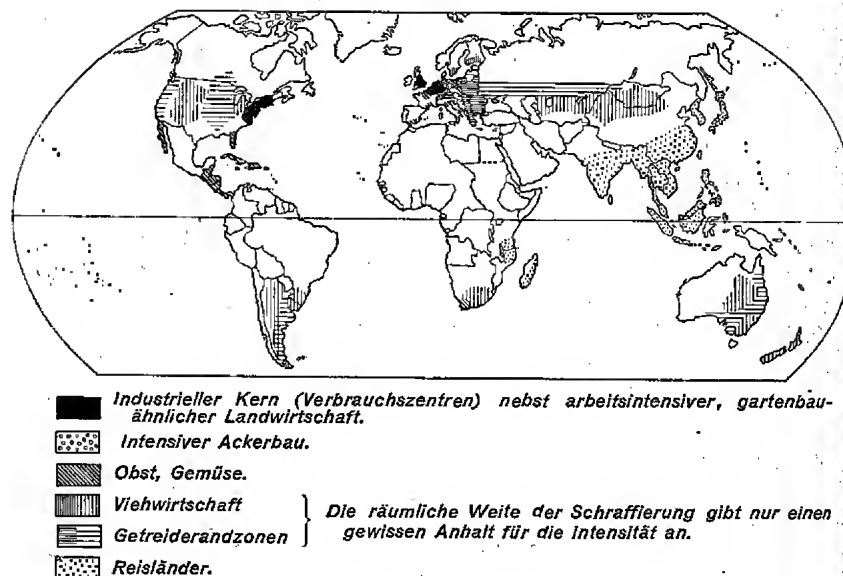 Industrieller Kern (Verbrauchszentren) nebst arbeitsintensiver, gartenbau-
ähnlicher Landwirtschaft.
Intensiver Ackerbau.
Obst, Gemüse.
Viehwirtschaft
Getreiderandzonen
Die räumliche Weite der Schraffierung gibt nur einen
gewissen Anhalt für die Intensität an.
Reisländer.